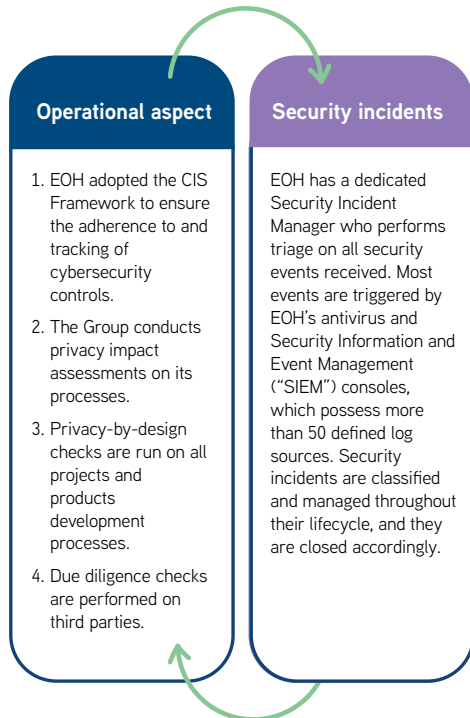 Operational aspect
1. EOH adopted the CIS
Framework to ensure
the adherence to and
tracking of
cybersecurity
controls.
2. The Group conducts
privacy impact
assessments on its
processes.
3. Privacy-by-design
checks are run on all
projects and
products
development
processes.
4. Due diligence checks
are performed on
third parties.
Security incidents
EOH has a dedicated
Security Incident
Manager who performs
triage on all security
events received. Most
events are triggered by
EOH’s antivirus and
Security Information and
Event Management
(“SIEM”) consoles,
which possess more
than 50 defined log
sources. Security
incidents are classified
and managed throughout
their lifecycle, and they
are closed accordingly.